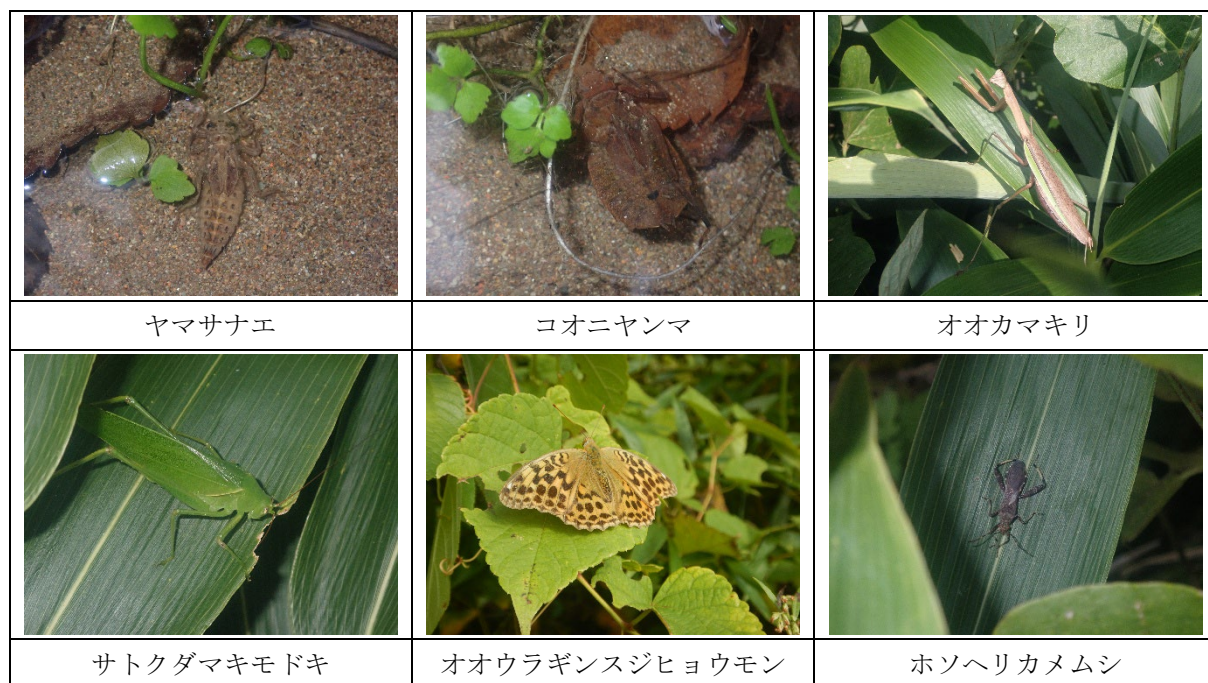 ヤマサナエ
コオニヤンマ
オオカマキリ
サトクダマキモドキ
オオウラギンスジヒョウモン
ホソヘリカメムシ